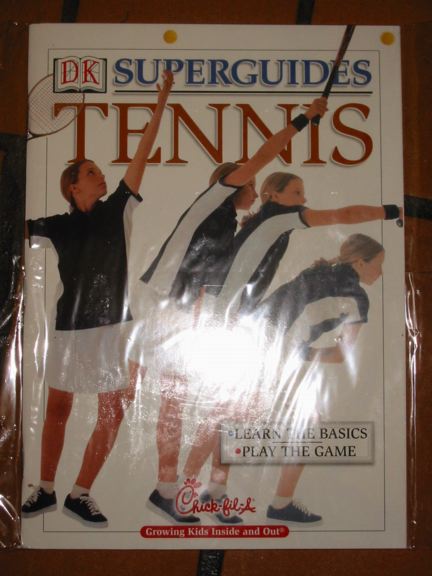 DK SUPERGUIDES
TENNIS
•LEARN THE BASICS
•PLAY THE GAME
Chick-fil-A
Growing Kids Inside and Out®